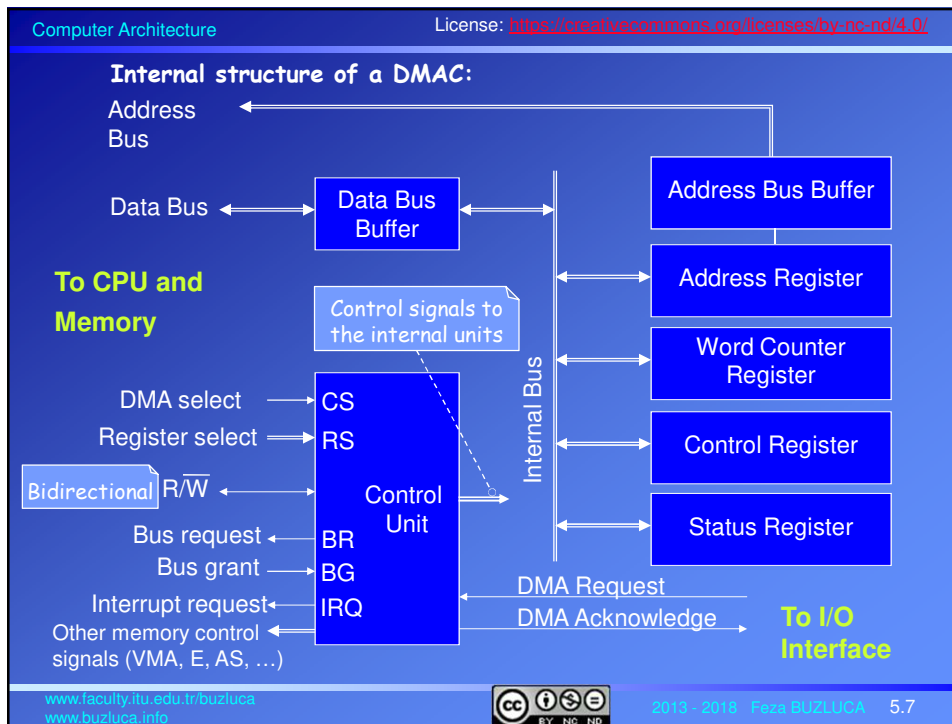 Computer Architecture
License: https://creativecommons.org/licenses/by-nc-nd/4.0/
Internal structure of a DMAC:
Address
Bus
Data Bus
Data Bus
Buffer
Address Bus Buffer
Address Register
To CPU and
Memory
Control signals to
the internal units
Internal Bus
Word Counter
Register
Control Register
Status Register
DMA select
CS
Register select
RS
Bidirectional
R/W̅
Control
Unit
Bus request
BR
Bus grant
BG
Interrupt request
IRQ
Other memory control
signals (VMA, E, AS, …)
DMA Request
DMA Acknowledge
To I/O
Interface
www.faculty.itu.edu.tr/buzluca
www.buzluca.info
cc
BY NC ND
2013 - 2018 Feza BUZLUCA 5.7